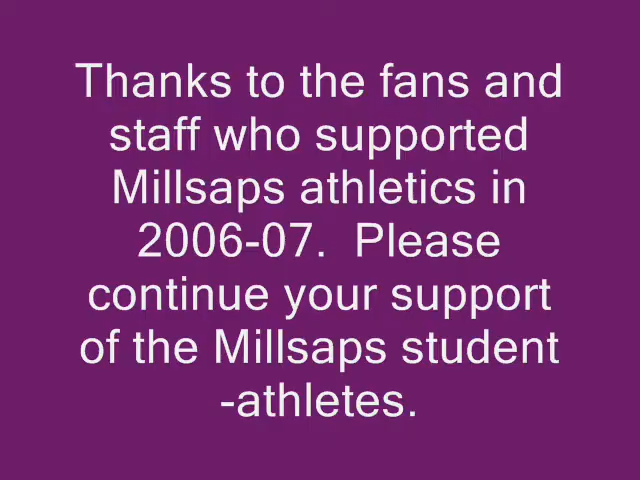 Thanks to the fans and
staff who supported
Millsaps athletics in
2006-07.  Please
continue your support
of the Millsaps student
-athletes.